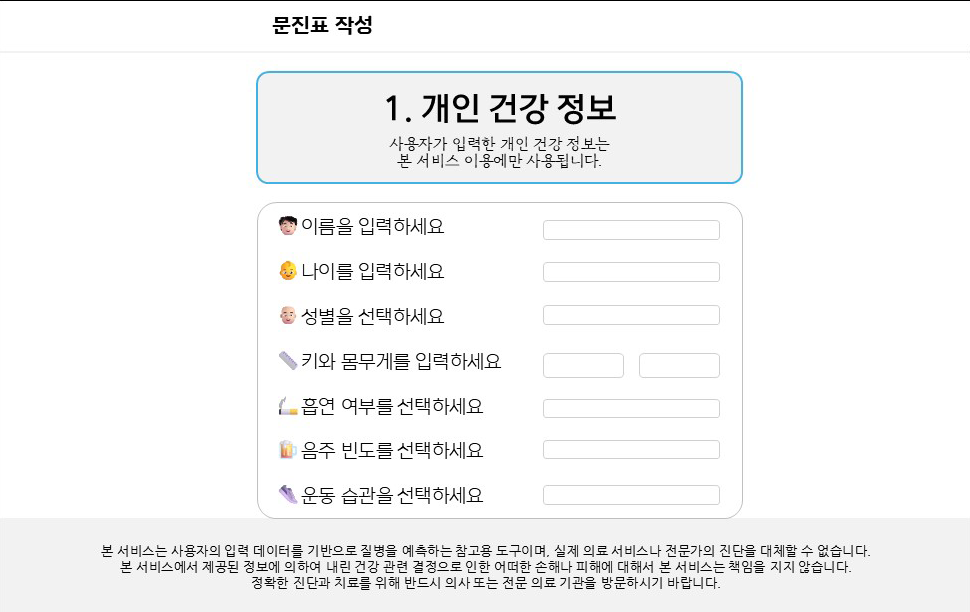 문진표 작성
1. 개인 건강 정보
사용자가 입력한 개인 건강 정보는
본 서비스 이용에만 사용됩니다.
이름을 입력하세요
나이를 입력하세요
성별을 선택하세요
키와 몸무게를 입력하세요
흡연 여부를 선택하세요
음주 빈도를 선택하세요
운동 습관을 선택하세요
본 서비스는 사용자의 입력 데이터를 기반으로 질병을 예측하는 참고용 도구이며, 실제 의료 서비스나 전문가의 진단을 대체할 수 없습니다.
본 서비스에서 제공된 정보에 의하여 내린 건강 관련 결정으로 인한 어떠한 손해나 피해에 대해서 본 서비스는 책임을 지지 않습니다.
정확한 진단과 치료를 위해 반드시 의사 또는 전문 의료 기관을 방문하시기 바랍니다.